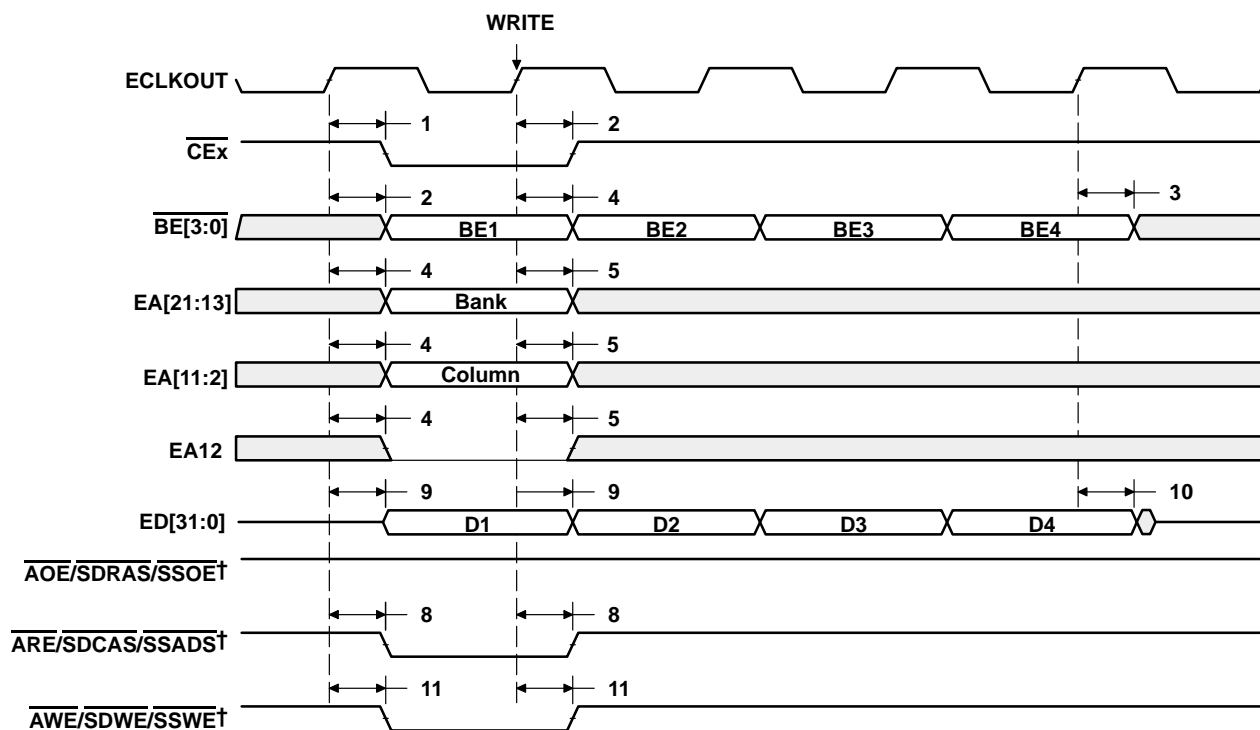 WRITE
ECLKOUT
1 2
CEx
2 4 3
BE[3:0] BE1 BE2 BE3 BE4
4 5
EA[21:13] Bank
4 5
EA[11:2] Column
4 5
EA12
9 9 10
ED[31:0] D1 D2 D3 D4
AOE/SDRAS/SSOE†
8 8
ARE/SDCAS/SSADS†
11 11
AWE/SDWE/SSWE†